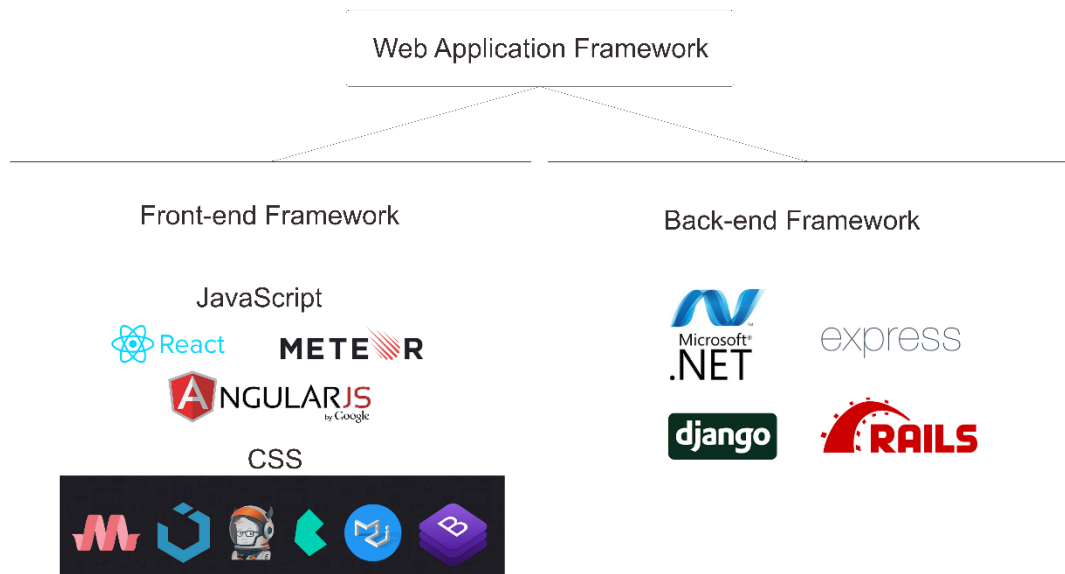 Web Application Framework
Front-end Framework
JavaScript
React
METEOR
ANGULARJS
by Google
CSS
B
Back-end Framework
Microsoft®
.NET
express
django
RAILS